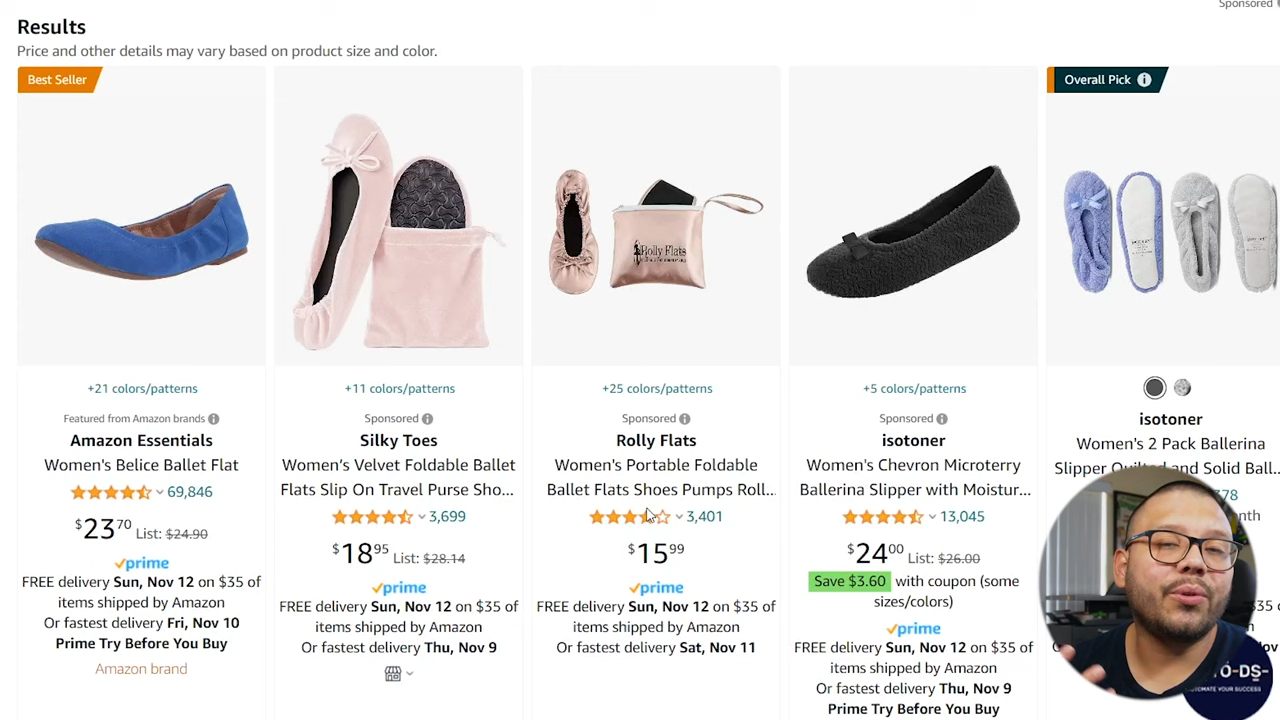 Sponsored
Results
Price and other details may vary based on product size and color.
Best Seller
+21 colors/patterns
Featured from Amazon brands
Amazon Essentials
Women's Belice Ballet Flat
69,846
$23.70 List: $24.90
prime
FREE delivery Sun, Nov 12 on $35 of
items shipped by Amazon
Or fastest delivery Fri, Nov 10
Prime Try Before You Buy
Amazon brand
+11 colors/patterns
Sponsored
Silky Toes
Women's Velvet Foldable Ballet
Flats Slip On Travel Purse Sho...
3,699
$18.95 List: $28.14
prime
FREE delivery Sun, Nov 12 on $35 of
items shipped by Amazon
Or fastest delivery Thu, Nov 9
Rolly Flats
+25 colors/patterns
Sponsored
Rolly Flats
Women's Portable Foldable
Ballet Flats Shoes Pumps Roll...
3,401
$15.99
prime
FREE delivery Sun, Nov 12 on $35 of
items shipped by Amazon
Or fastest delivery Sat, Nov 11
+5 colors/patterns
Sponsored
isotoner
Women's Chevron Microterry
Ballerina Slipper with Moistur...
13,045
$24.00 List: $26.00
Save $3.60 with coupon (some
sizes/colors)
prime
FREE delivery Sun, Nov 12 on $35 of
items shipped by Amazon
Or fastest delivery Thu, Nov 9
Prime Try Before You Buy
Overall Pick
isotoner
Women's 2 Pack Ballerina
Slipper Quilted and Solid Ball...